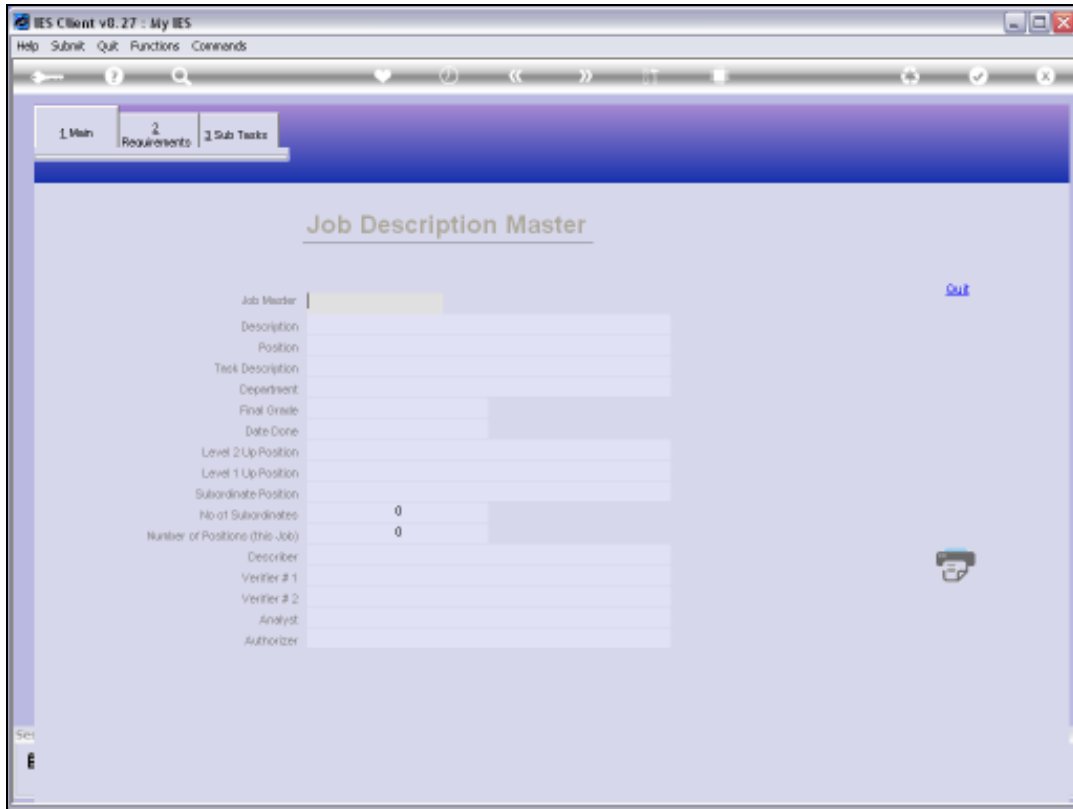 IES Client v8.27 : My IES
Help Submit Quit Functions Commands
1 Main
2 Requirements
3 Sub Tasks
Job Description Master
Quit
Job Master
Description
Position
Task Description
Department
Final Grade
Date Done
Level 2 Up Position
Level 1 Up Position
Subordinate Position
No of Subordinates 0
Number of Positions (this Job) 0
Describer
Verifier # 1
Verifier # 2
Analyst
Authorizer